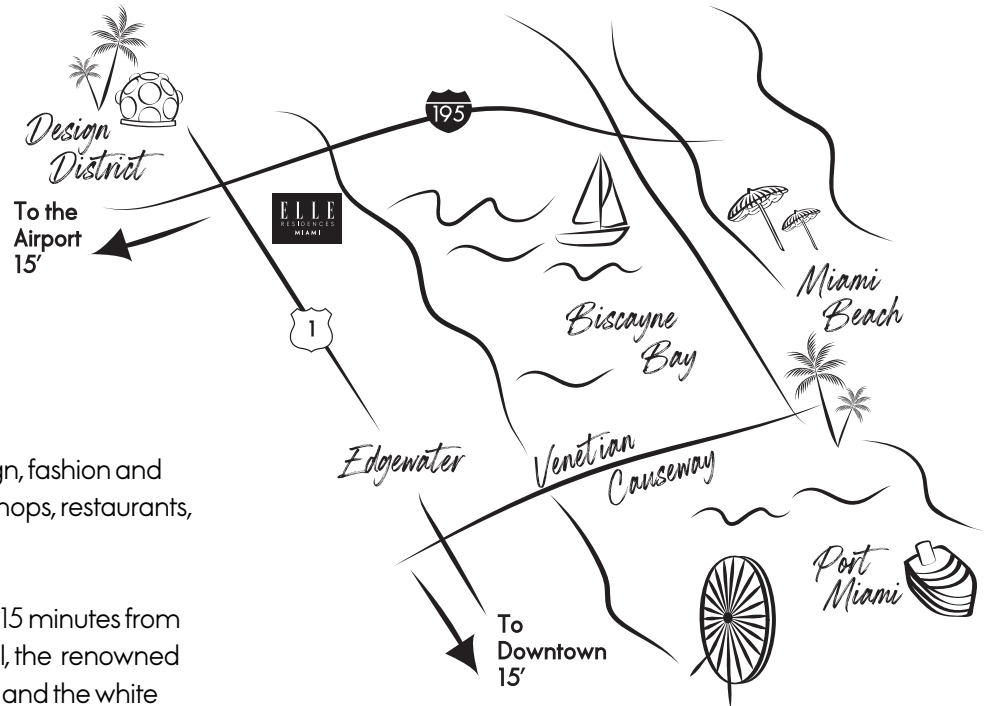 195
Design
District
ELLE
RESIDENCES
MIAMI
To the
Airport
15'
Miami
Beach
1
Biscayne
Bay
Edgewater
Venetian
Causeway
gn, fashion and
hops, restaurants,
Port
Miami
15 minutes from
To
Downtown
15'
l, the renowned
and the white